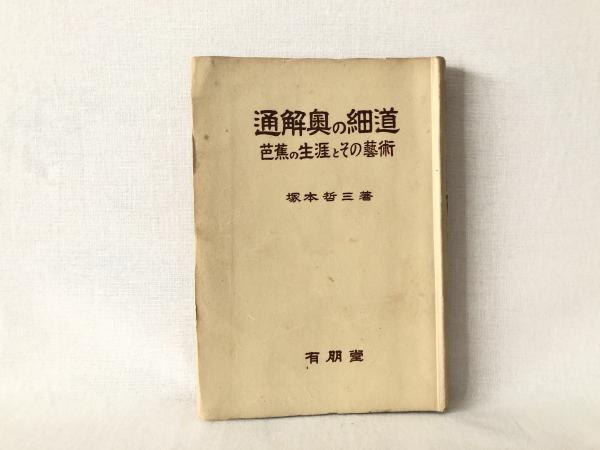 通解奥の細道
芭蕉の生涯とその藝術
塚本哲三著
有朋堂